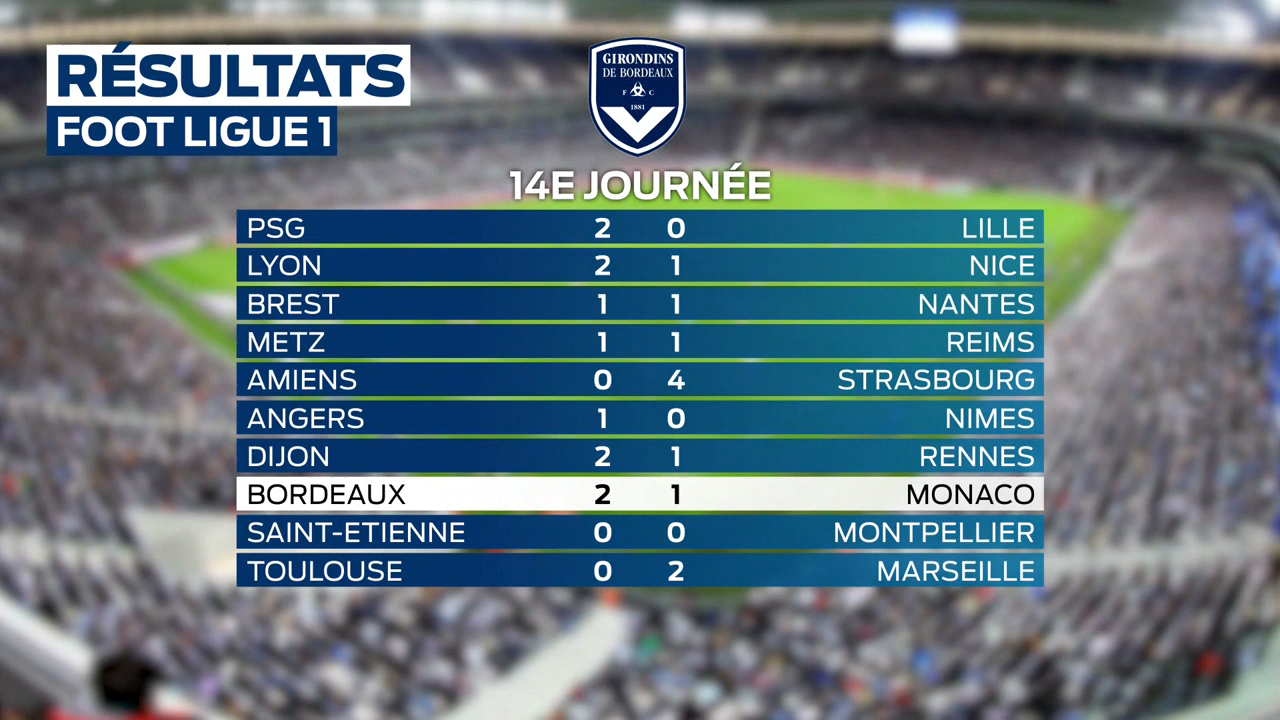 RÉSULTATS
FOOT LIGUE 1
GIRONDINS
DE BORDEAUX
F C
1881
14E JOURNÉE
PSG 2 0 LILLE
LYON 2 1 NICE
BREST 1 1 NANTES
METZ 1 1 REIMS
AMIENS 0 4 STRASBOURG
ANGERS 1 0 NIMES
DIJON 2 1 RENNES
BORDEAUX 2 1 MONACO
SAINT-ETIENNE 0 0 MONTPELLIER
TOULOUSE 0 2 MARSEILLE